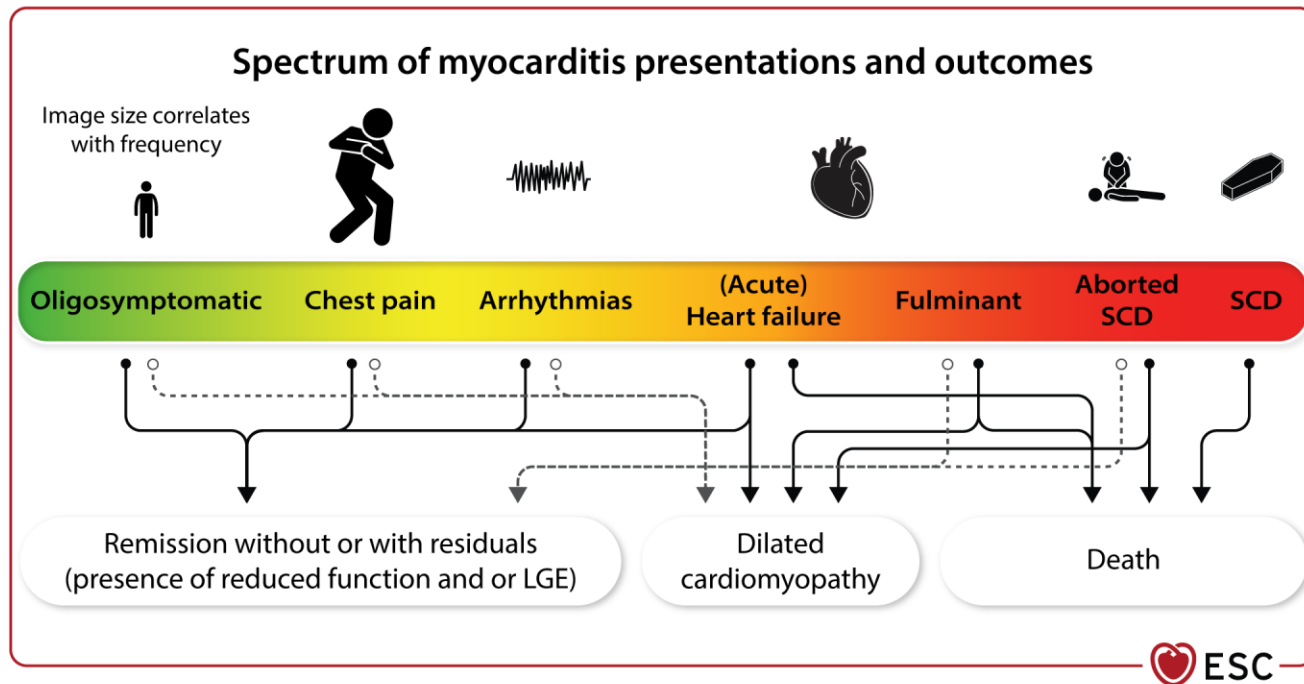 Spectrum of myocarditis presentations and outcomes
Image size correlates
with frequency
Oligosymptomatic
Chest pain
Arrhythmias
(Acute)
Heart failure
Fulminant
Aborted
SCD
SCD
Remission without or with residuals
(presence of reduced function and or LGE)
Dilated
cardiomyopathy
Death
ESC